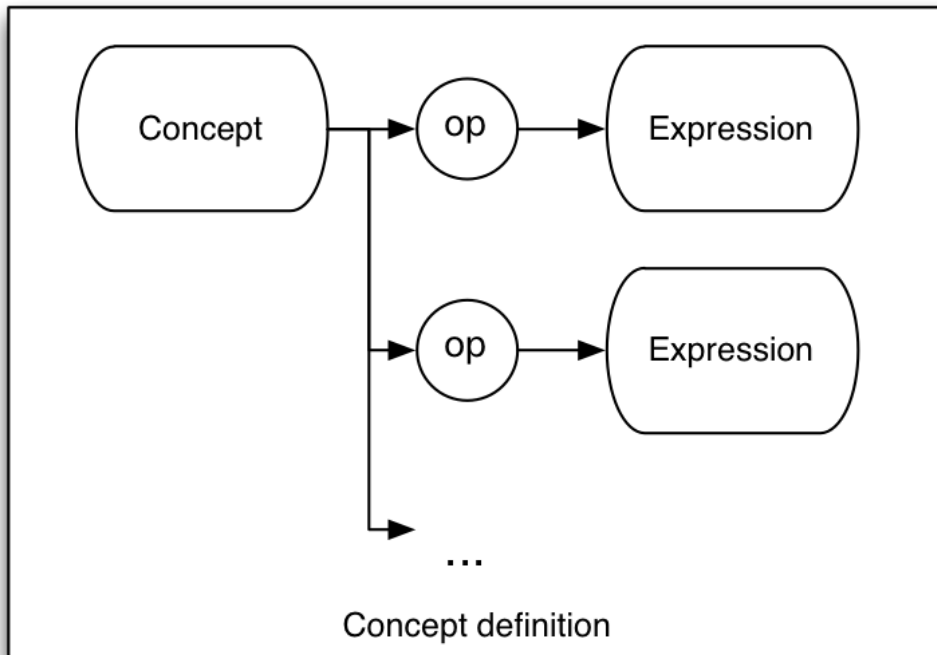 Concept
op
Expression
op
Expression
...
Concept definition